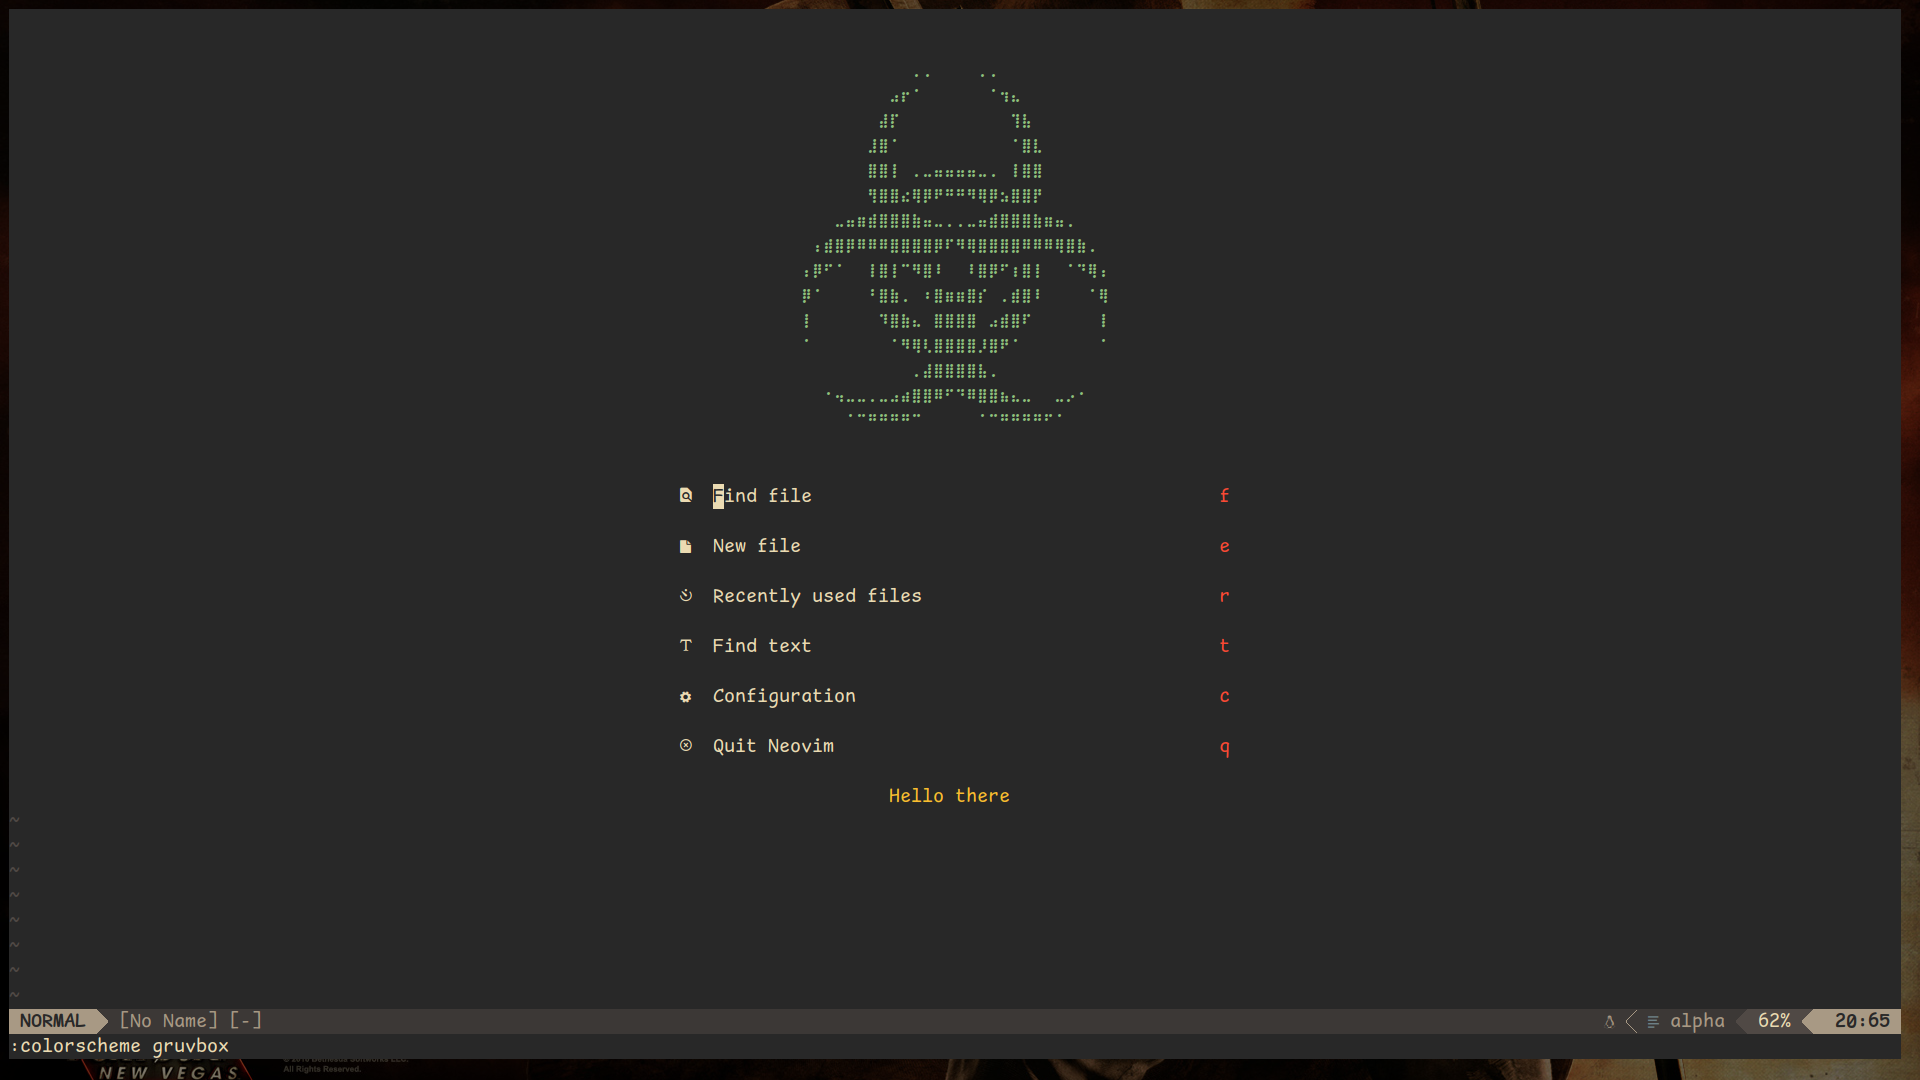 Find file f
New file e
Recently used files r
Find text t
Configuration c
Quit Neovim q
Hello there
~
~
~
~
~
~
~
~
NORMAL [No Name] [-] alpha 62% 20:65
:colorscheme gruvbox
NEW VEGAS
All Rights Reserved.